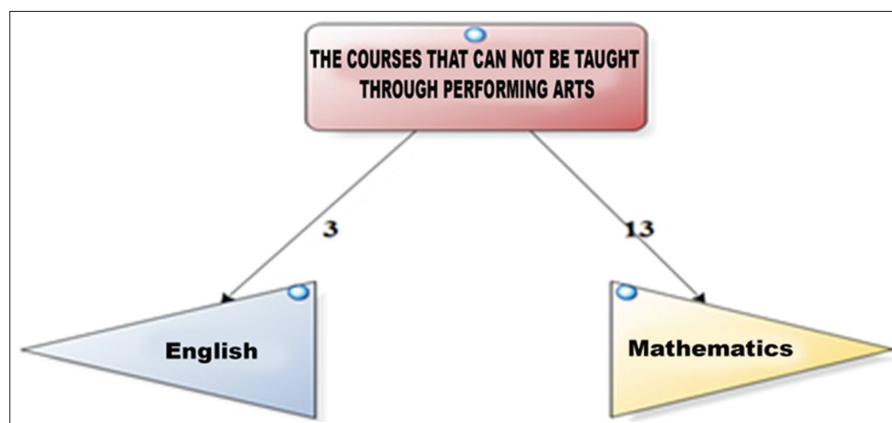 THE COURSES THAT CAN NOT BE TAUGHT
THROUGH PERFORMING ARTS
3
13
English
Mathematics